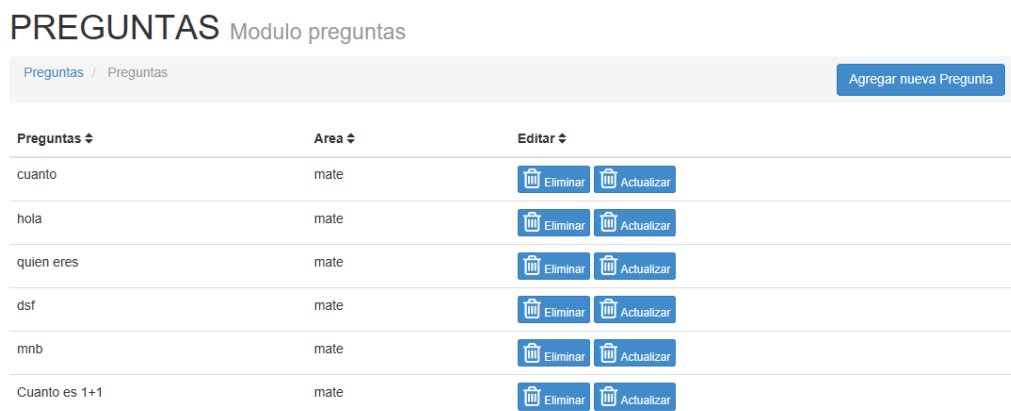 PREGUNTAS Modulo preguntas
Preguntas / Preguntas
Agregar nueva Pregunta
Preguntas Area Editar
cuanto mate Eliminar Actualizar
hola mate Eliminar Actualizar
quien eres mate Eliminar Actualizar
dsf mate Eliminar Actualizar
mnb mate Eliminar Actualizar
Cuanto es 1+1 mate Eliminar Actualizar